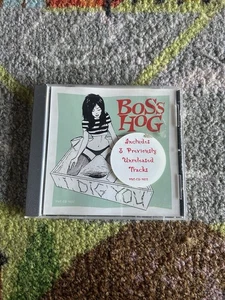 BOSS
HOG
Includes
3 Previously
Unreleased
Tracks
I DIG YOU